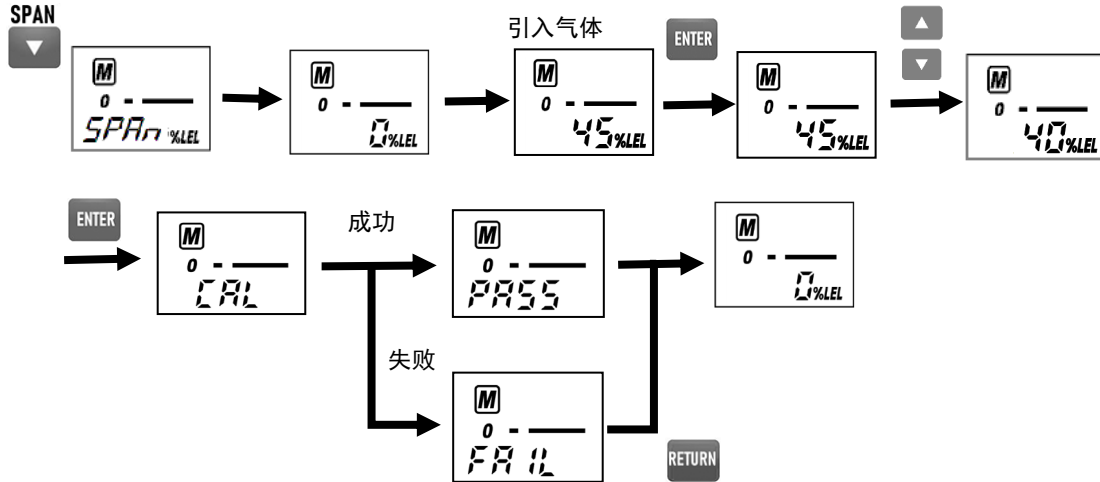 SPAN
引入气体
ENTER
M
0
SPAn %LEL
M
0
0%LEL
M
0
45%LEL
M
0
45%LEL
M
0
40%LEL
ENTER
M
0
CAL
成功
M
0
PASS
M
0
0%LEL
失败
M
0
FAIL
RETURN